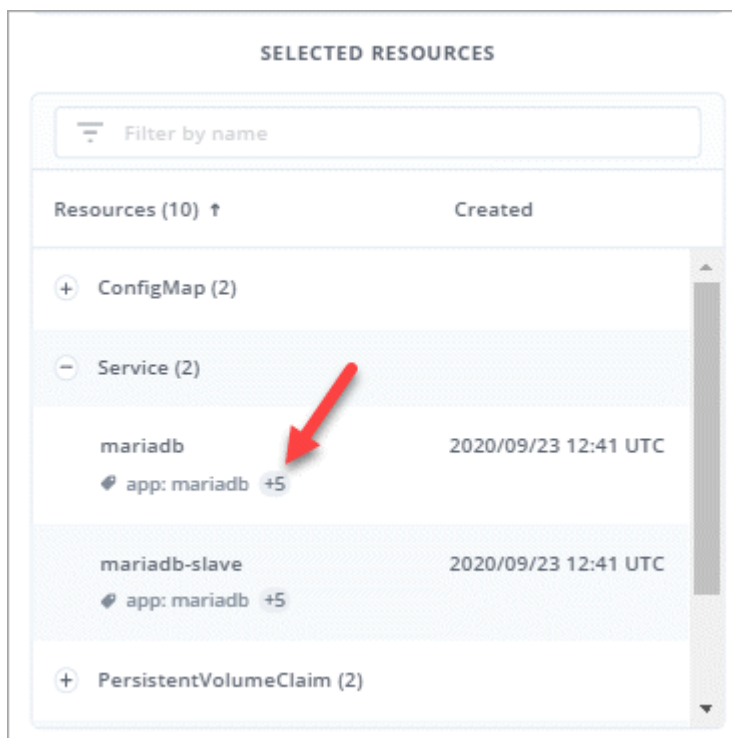 SELECTED RESOURCES
Filter by name
Resources (10) ↑ Created
ConfigMap (2)
Service (2)
mariadb 2020/09/23 12:41 UTC
app: mariadb +5
mariadb-slave 2020/09/23 12:41 UTC
app: mariadb +5
PersistentVolumeClaim (2)